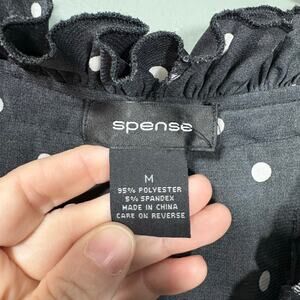 spense
M
95% POLYESTER
5% SPANDEX
MADE IN CHINA
CARE ON REVERSE